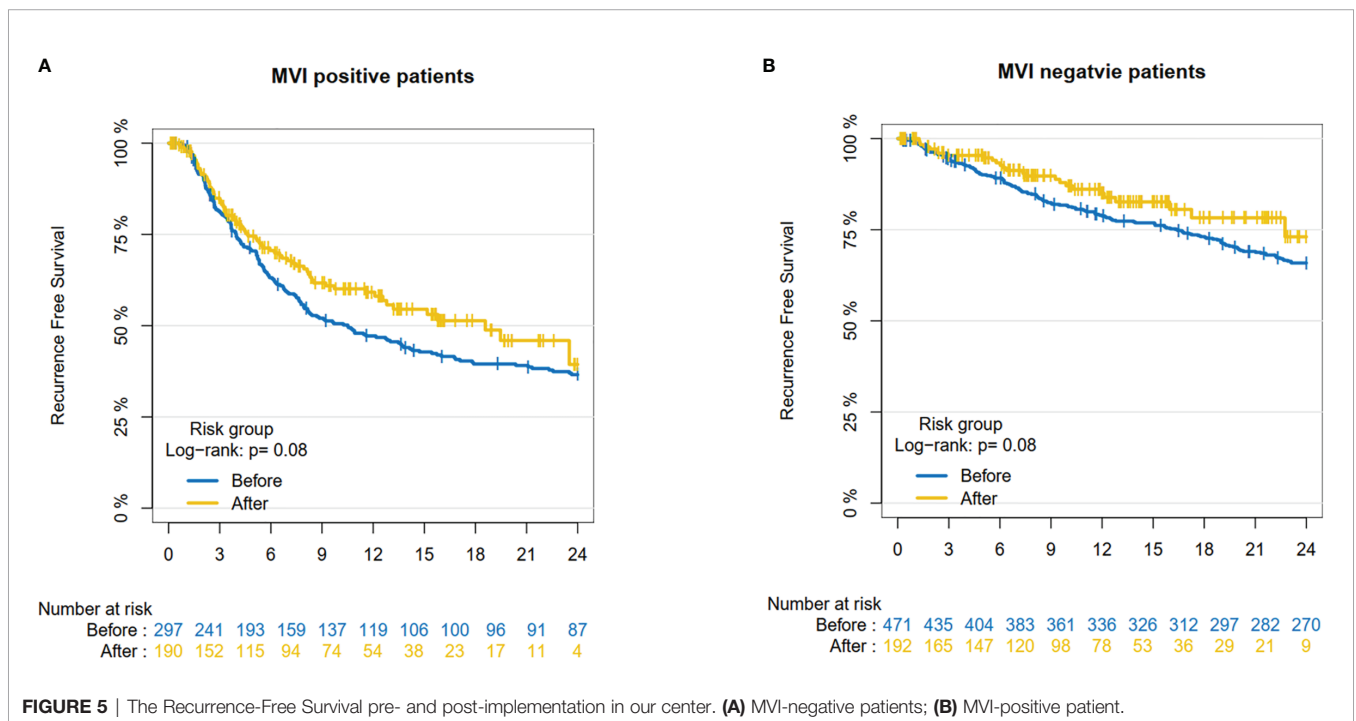 A
MVI positive patients
Recurrence Free Survival
100 %
75 %
50 %
25 %
0 %
Risk group
Log−rank: p= 0.08
Before
After
0 3 6 9 12 15 18 21 24
Number at risk
Before : 297 241 193 159 137 119 106 100 96 91 87
After : 190 152 115 94 74 54 38 23 17 11 4
B
MVI negatvie patients
Recurrence Free Survival
100 %
75 %
50 %
25 %
0 %
Risk group
Log−rank: p= 0.08
Before
After
0 3 6 9 12 15 18 21 24
Number at risk
Before : 471 435 404 383 361 336 326 312 297 282 270
After : 192 165 147 120 98 78 53 36 29 21 9
FIGURE 5 | The Recurrence-Free Survival pre- and post-implementation in our center. (A) MVI-negative patients; (B) MVI-positive patient.